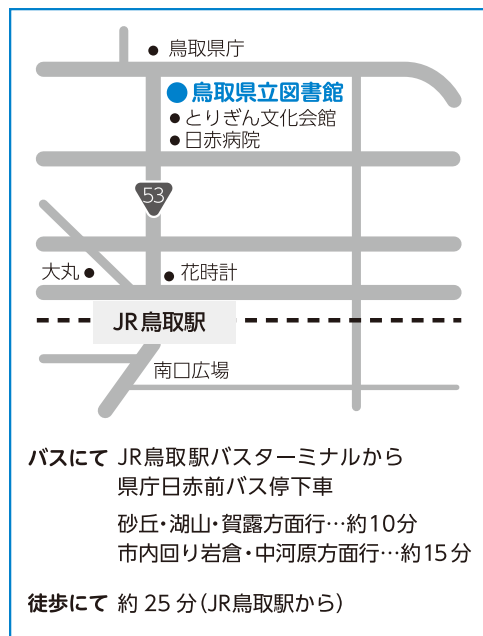 鳥取県庁
鳥取県立図書館
とりぎん文化会館
日赤病院
53
大丸
花時計
JR鳥取駅
南口広場
バスにて JR鳥取駅バスターミナルから
県庁日赤前バス停下車
砂丘・湖山・賀露方面行…約10分
市内回り岩倉・中河原方面行…約15分
徒歩にて 約25分(JR鳥取駅から)